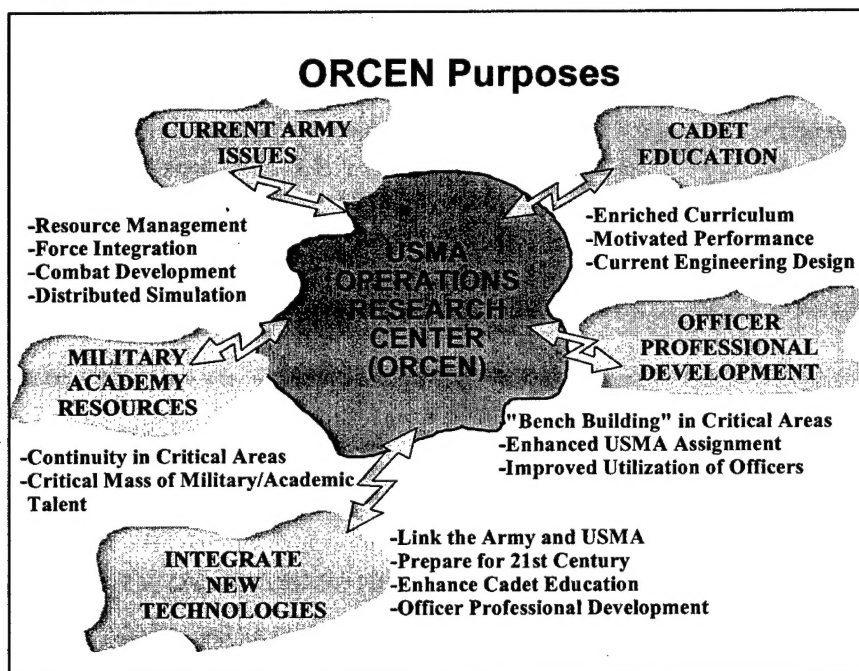 ORCEN Purposes
CURRENT ARMY
ISSUES
CADET
EDUCATION
-Resource Management
-Force Integration
-Combat Development
-Distributed Simulation
USMA
OPERATIONS
RESEARCH
CENTER
(ORCEN)
-Enriched Curriculum
-Motivated Performance
-Current Engineering Design
MILITARY
ACADEMY
RESOURCES
OFFICER
PROFESSIONAL
DEVELOPMENT
-Continuity in Critical Areas
-Critical Mass of Military/Academic
Talent
"Bench Building" in Critical Areas
-Enhanced USMA Assignment
-Improved Utilization of Officers
INTEGRATE
NEW
TECHNOLOGIES
-Link the Army and USMA
-Prepare for 21st Century
-Enhance Cadet Education
-Officer Professional Development